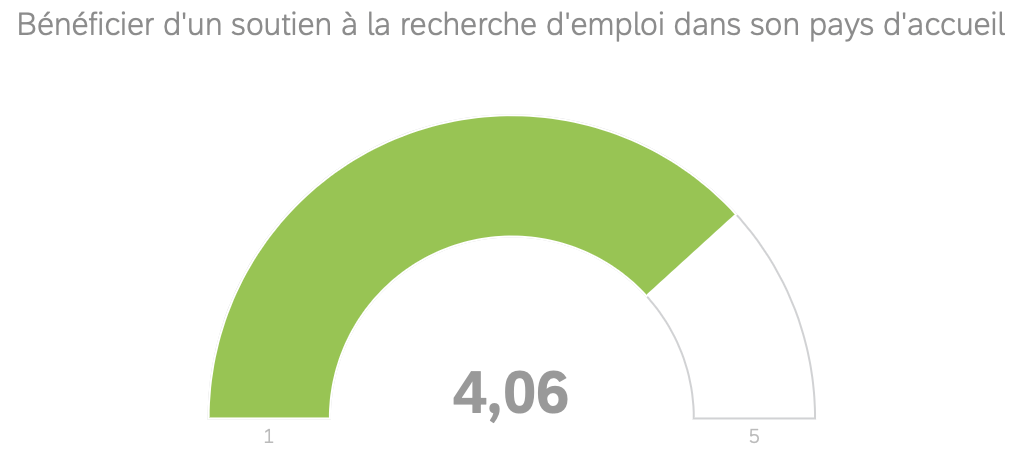 Bénéficier d'un soutien à la recherche d'emploi dans son pays d'accueil
4,06
1
5